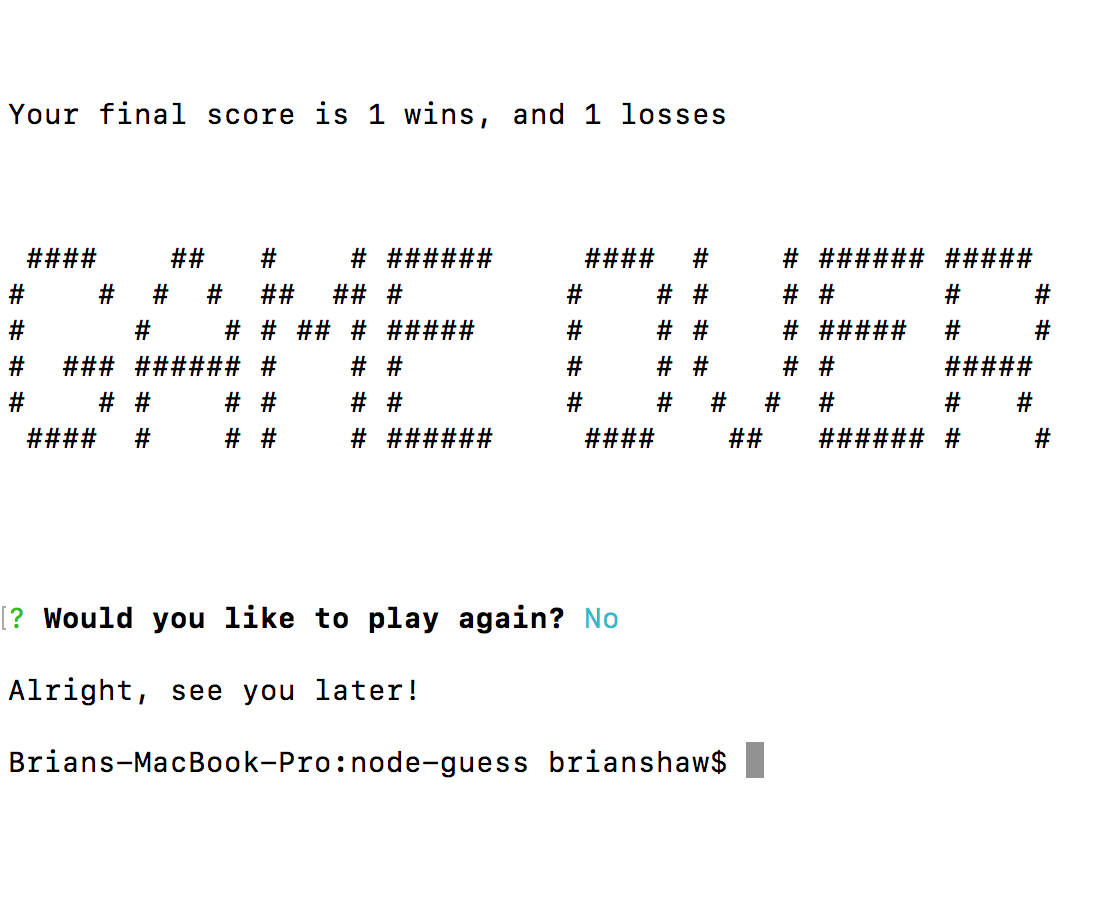 Your final score is 1 wins, and 1 losses
 ####    ##   #    # ######     ####  #    # ###### #####
#    #  #  #  ##  ## #         #    # #    # #      #    #
#      #    # # ## # #####     #    # #    # #####  #    #
#  ### ###### #    # #         #    # #    # #      #####
#    # #    # #    # #         #    #  #  #  #      #   #
 ####  #    # #    # ######     ####    ##   ###### #    #
? Would you like to play again? No
Alright, see you later!
Brians-MacBook-Pro:node-guess brianshaw$